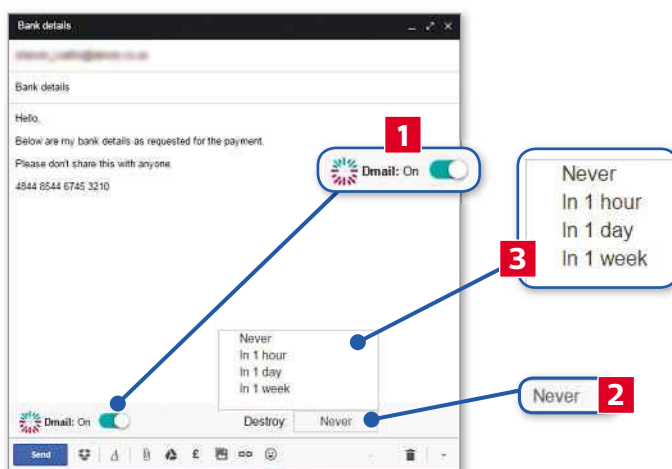 Bank details
Bank details
Hello,
Below are my bank details as requested for the payment.
Please don't share this with anyone
4844 8544 6745 3210
1
Dmail: On
Never
In 1 hour
In 1 day
In 1 week
3
Never
In 1 hour
In 1 day
In 1 week
Never
2
Dmail: On
Destroy:
Never
Send
A
£